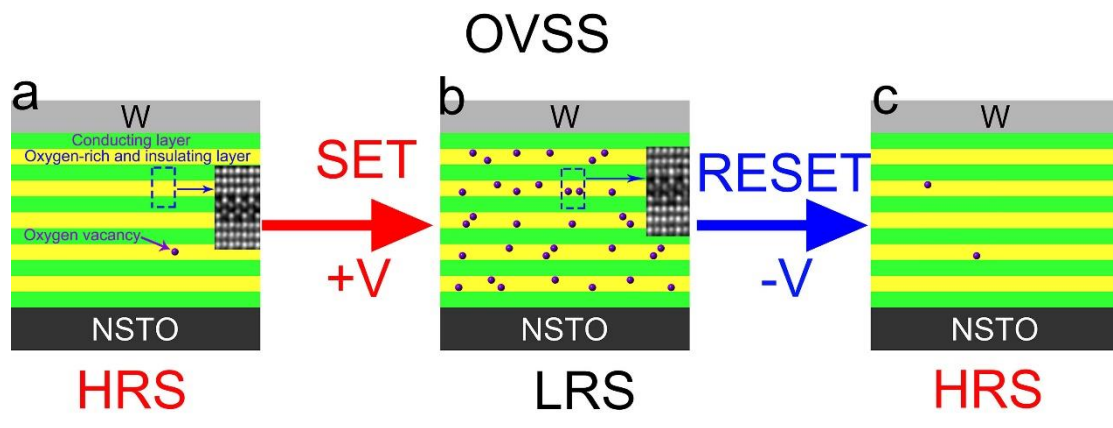 OVSS
a
W
Conducting layer
Oxygen-rich and insulating layer
Oxygen vacancy
NSTO
HRS
SET
+V
b
W
NSTO
LRS
RESET
-V
c
W
NSTO
HRS